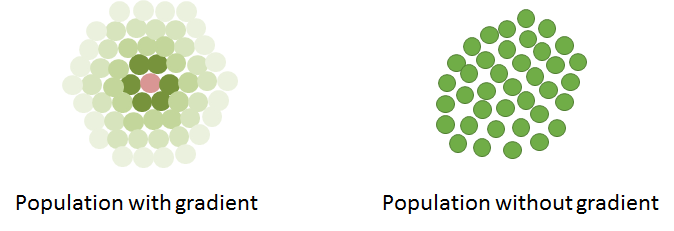 Population with gradient
Population without gradient